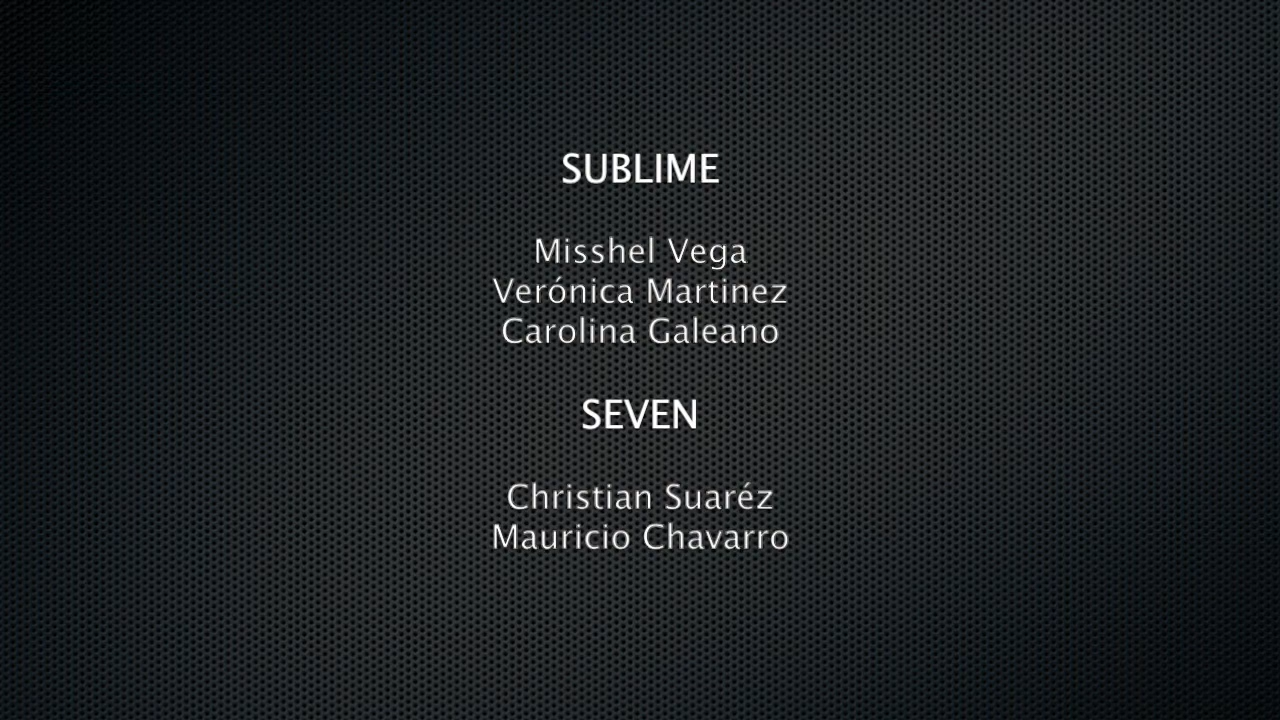 SUBLIME
Misshel Vega
Verónica Martinez
Carolina Galeano
SEVEN
Christian Suaréz
Mauricio Chavarro